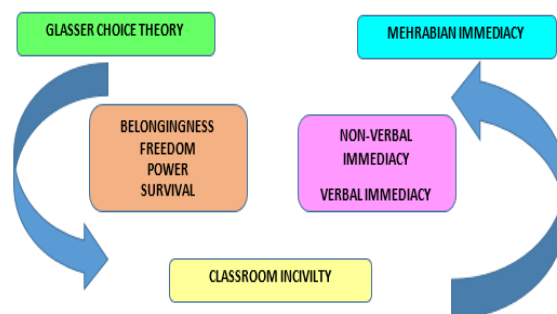 GLASSER CHOICE THEORY
MEHRABIAN IMMEDIACY
BELONGINGNESS
FREEDOM
POWER
SURVIVAL
NON-VERBAL
IMMEDIACY
VERBAL IMMEDIACY
CLASSROOM INCIVILTY